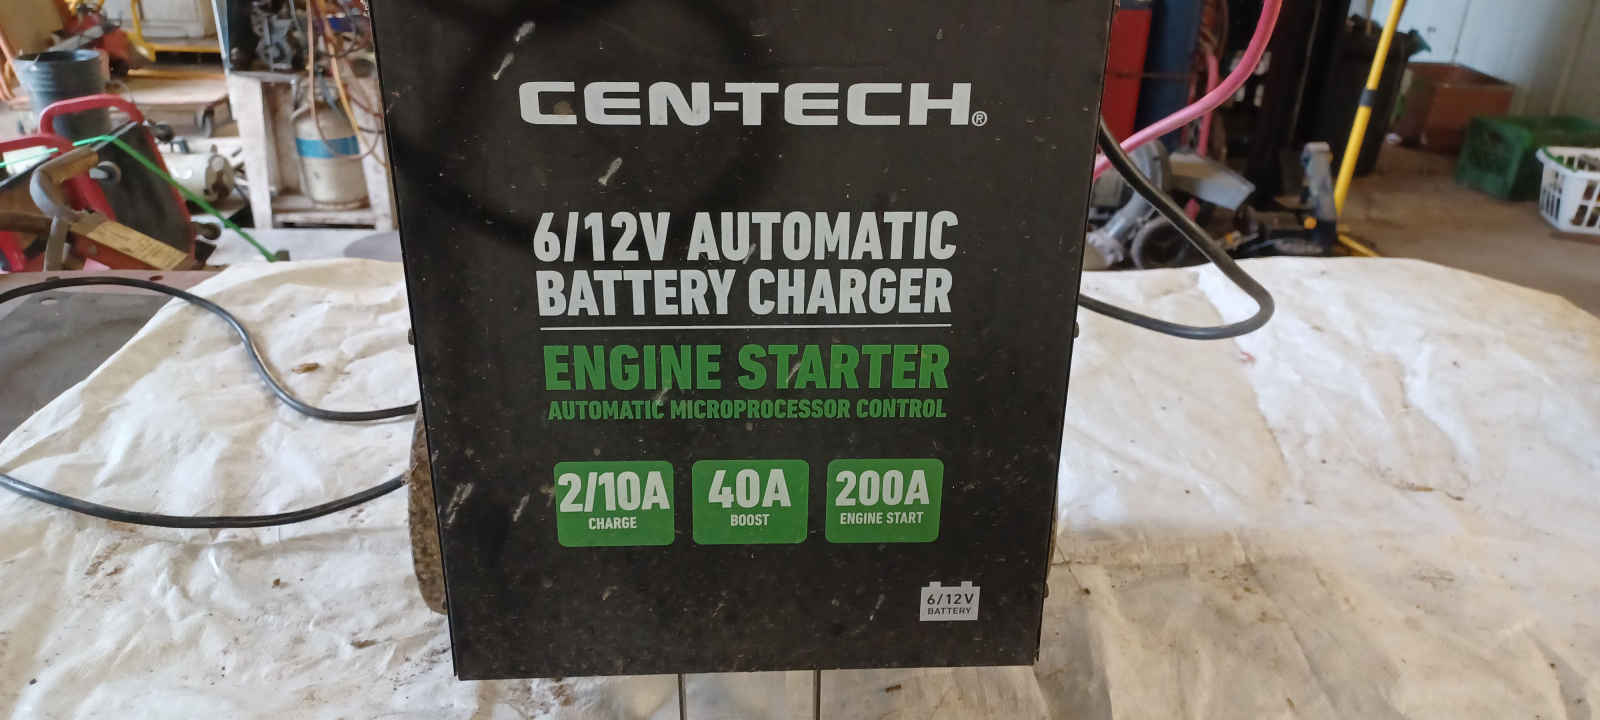 CEN-TECH®
6/12V AUTOMATIC
BATTERY CHARGER
ENGINE STARTER
AUTOMATIC MICROPROCESSOR CONTROL
2/10A
CHARGE
40A
BOOST
200A
ENGINE START
6/12V
BATTERY